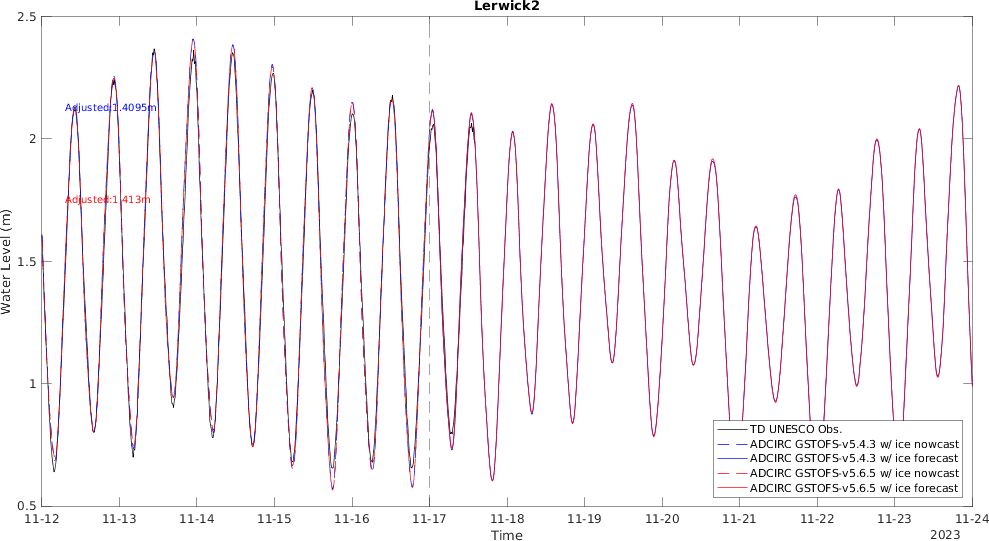 Lerwick2
2.5
2
1.5
1
0.5
Water Level (m)
Adjusted:1.4095m
Adjusted:1.413m
TD UNESCO Obs.
ADCIRC GSTOFS-v5.4.3 w/ ice nowcast
ADCIRC GSTOFS-v5.4.3 w/ ice forecast
ADCIRC GSTOFS-v5.6.5 w/ ice nowcast
ADCIRC GSTOFS-v5.6.5 w/ ice forecast
11-12 11-13 11-14 11-15 11-16 11-17 11-18 11-19 11-20 11-21 11-22 11-23 11-24
Time
2023